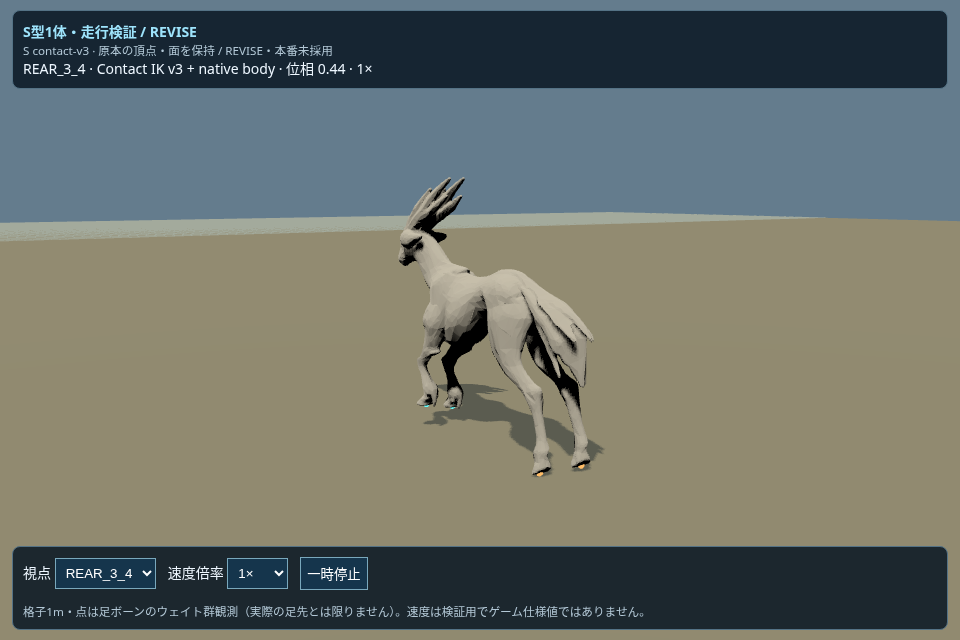 S型1体・走行検証 / REVISE
S contact-v3 · 原本の頂点・面を保持 / REVISE・本番未採用
REAR_3_4 · Contact IK v3 + native body · 位相 0.44 · 1×
視点 REAR_3_4 速度倍率 1× 一時停止
格子1m・点は足ボーンのウェイト群観測（実際の足先とは限りません）。速度は検証用でゲーム仕様値ではありません。